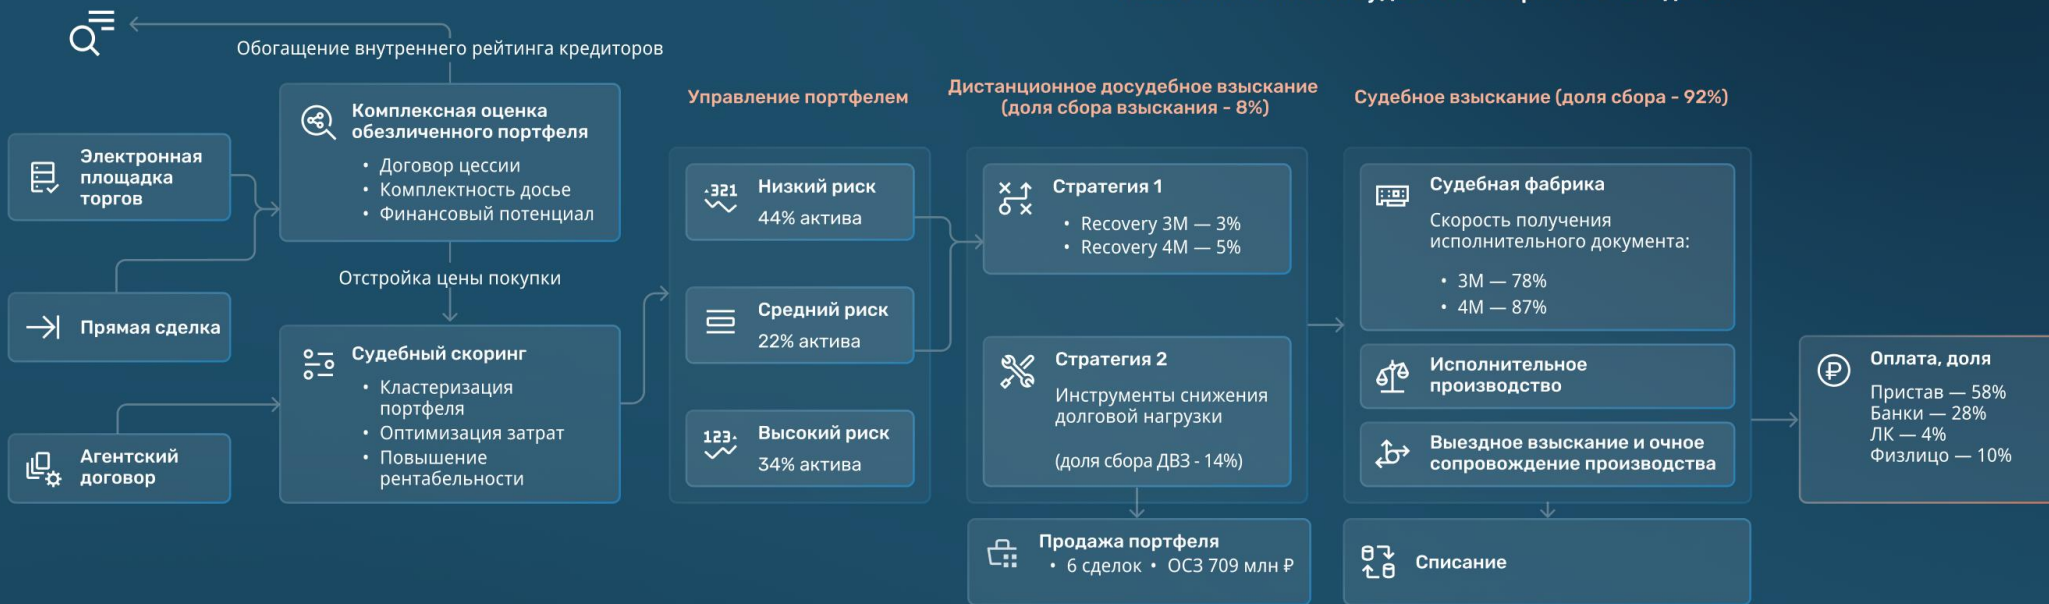 Обогащение внутреннего рейтинга кредиторов
Комплексная оценка
обезличенного портфеля
• Договор цессии
• Комплектность досье
• Финансовый потенциал
Электронная
площадка
торгов
Прямая сделка
Агентский
договор
Отстройка цены покупки
Судебный скоринг
• Кластеризация
портфеля
• Оптимизация затрат
• Повышение
рентабельности
Управление портфелем
321
Низкий риск
44% актива
Средний риск
22% актива
123
Высокий риск
34% актива
Дистанционное досудебное взыскание
(доля сбора взыскания - 8%)
Стратегия 1
• Recovery 3M — 3%
• Recovery 4M — 5%
Стратегия 2
Инструменты снижения
долговой нагрузки
(доля сбора ДВЗ - 14%)
Продажа портфеля
• 6 сделок • ОСЗ 709 млн ₽
Судебное взыскание (доля сбора - 92%)
Судебная фабрика
Скорость получения
исполнительного документа:
• 3М — 78%
• 4М — 87%
Исполнительное
производство
Выездное взыскание и очное
сопровождение производства
Списание
Оплата, доля
Пристав — 58%
Банки — 28%
ЛК — 4%
Физлицо — 10%